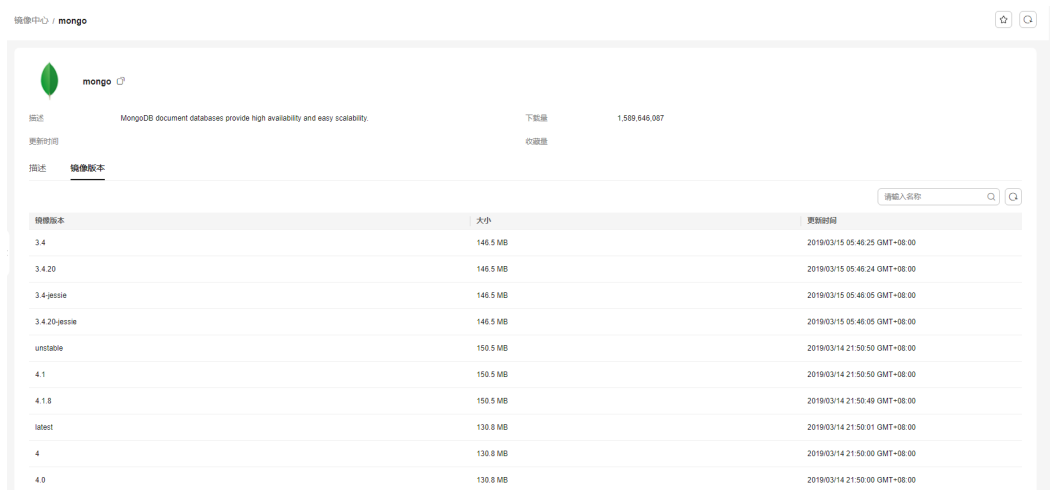 镜像中心 / mongo
mongo
描述 MongoDB document databases provide high availability and easy scalability. 下载量 1,589,646,087
更新时间 收藏量
描述 镜像版本
请输入名称
镜像版本 大小 更新时间
3.4 146.5 MB 2019/03/15 05:46:25 GMT+08:00
3.4.20 146.5 MB 2019/03/15 05:46:24 GMT+08:00
3.4-jessie 146.5 MB 2019/03/15 05:46:05 GMT+08:00
3.4.20-jessie 146.5 MB 2019/03/15 05:46:05 GMT+08:00
unstable 150.5 MB 2019/03/14 21:50:50 GMT+08:00
4.1 150.5 MB 2019/03/14 21:50:50 GMT+08:00
4.1.8 150.5 MB 2019/03/14 21:50:49 GMT+08:00
latest 130.8 MB 2019/03/14 21:50:01 GMT+08:00
4 130.8 MB 2019/03/14 21:50:00 GMT+08:00
4.0 130.8 MB 2019/03/14 21:50:00 GMT+08:00